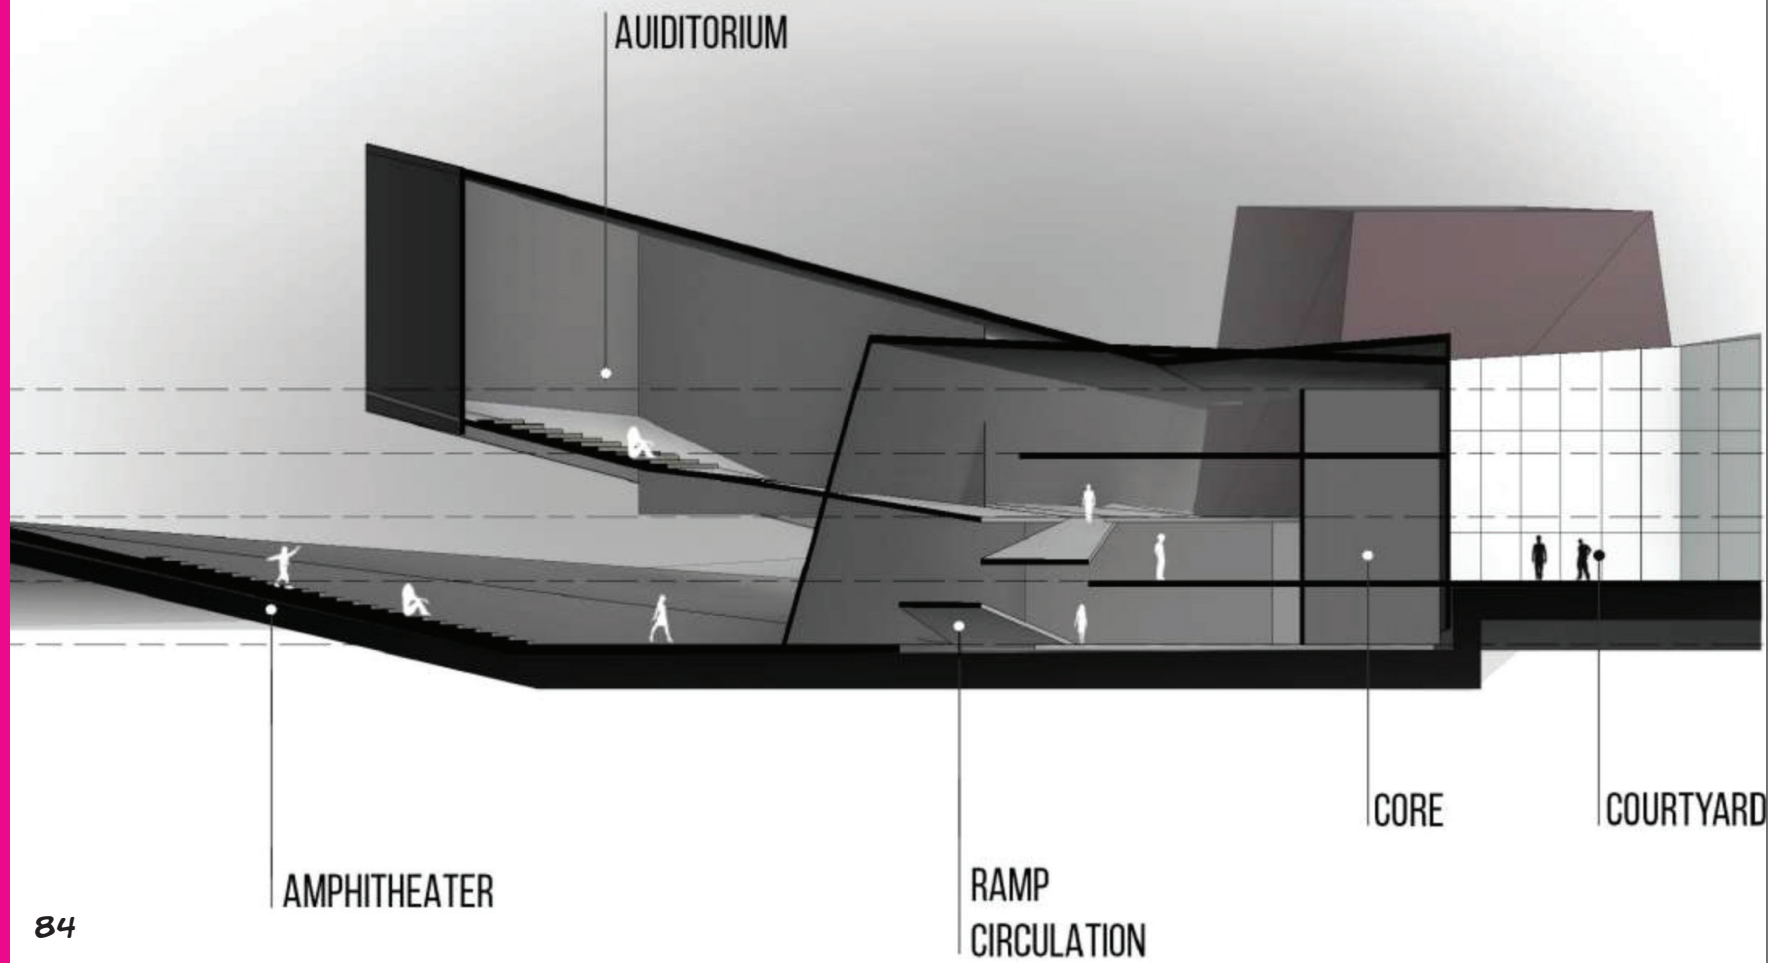 AUIDITORIUM
CORE
COURTYARD
AMPHITHEATER
RAMP
CIRCULATION
84